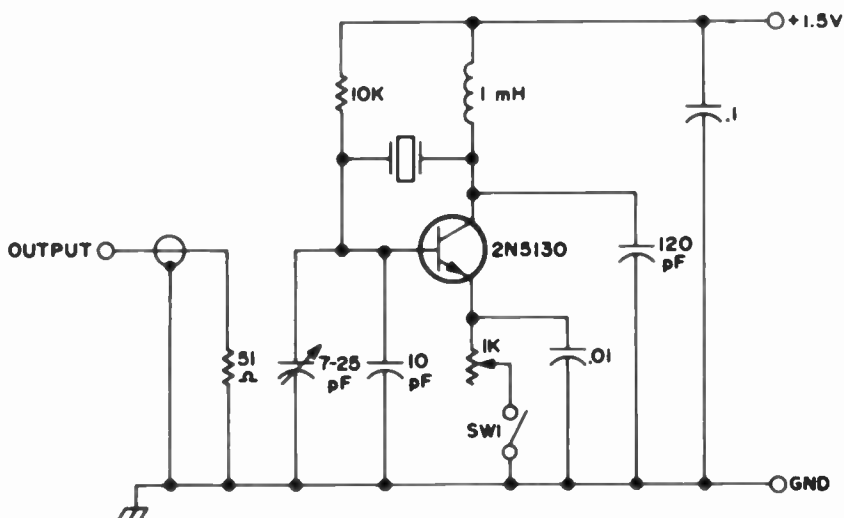 +1.5V
10K
1 mH
.1
OUTPUT
2N5130
120
pF
51
Ω
7-25
pF
10
pF
1K
.01
SW1
GND